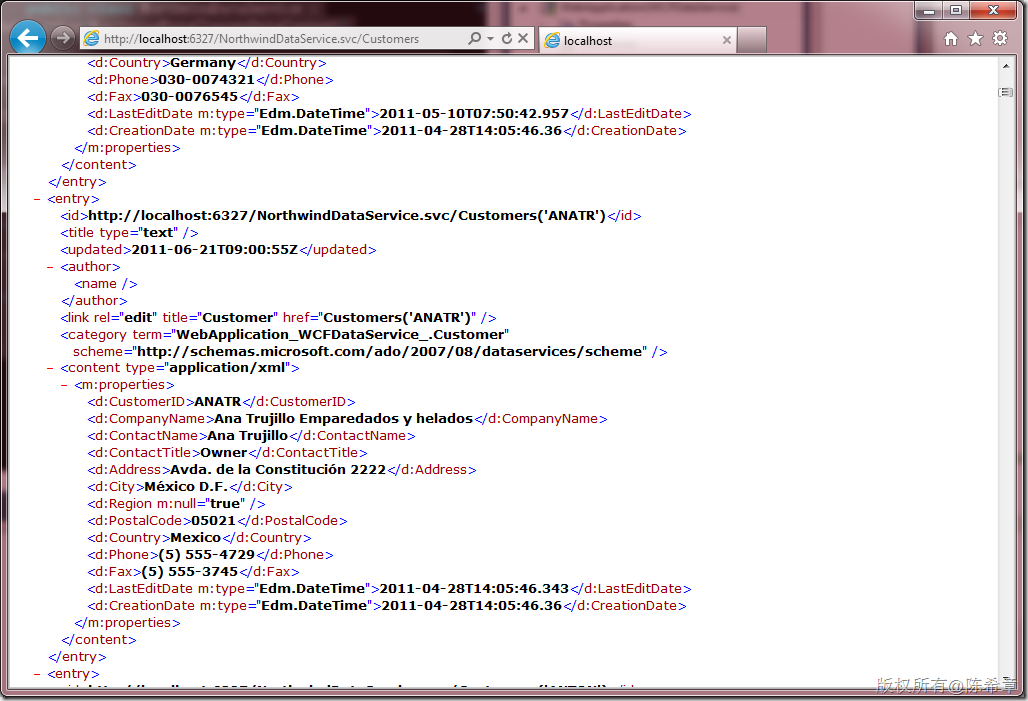 http://localhost:6327/NorthwindDataService.svc/Customers
localhost
<d:Country>Germany</d:Country>
<d:Phone>030-0074321</d:Phone>
<d:Fax>030-0076545</d:Fax>
<d:LastEditDate m:type="Edm.DateTime">2011-05-10T07:50:42.957</d:LastEditDate>
<d:CreationDate m:type="Edm.DateTime">2011-04-28T14:05:46.36</d:CreationDate>
</m:properties>
</content>
</entry>
- <entry>
<id>http://localhost:6327/NorthwindDataService.svc/Customers('ANATR')</id>
<title type="text" />
<updated>2011-06-21T09:00:55Z</updated>
- <author>
<name />
</author>
<link rel="edit" title="Customer" href="Customers('ANATR')" />
<category term="WebApplication_WCFDataService_.Customer"
scheme="http://schemas.microsoft.com/ado/2007/08/dataservices/scheme" />
- <content type="application/xml">
- <m:properties>
<d:CustomerID>ANATR</d:CustomerID>
<d:CompanyName>Ana Trujillo Emparedados y helados</d:CompanyName>
<d:ContactName>Ana Trujillo</d:ContactName>
<d:ContactTitle>Owner</d:ContactTitle>
<d:Address>Avda. de la Constitución 2222</d:Address>
<d:City>México D.F.</d:City>
<d:Region m:null="true" />
<d:PostalCode>05021</d:PostalCode>
<d:Country>Mexico</d:Country>
<d:Phone>(5) 555-4729</d:Phone>
<d:Fax>(5) 555-3745</d:Fax>
<d:LastEditDate m:type="Edm.DateTime">2011-04-28T14:05:46.343</d:LastEditDate>
<d:CreationDate m:type="Edm.DateTime">2011-04-28T14:05:46.36</d:CreationDate>
</m:properties>
</content>
</entry>
- <entry>
版权所有@陈希章